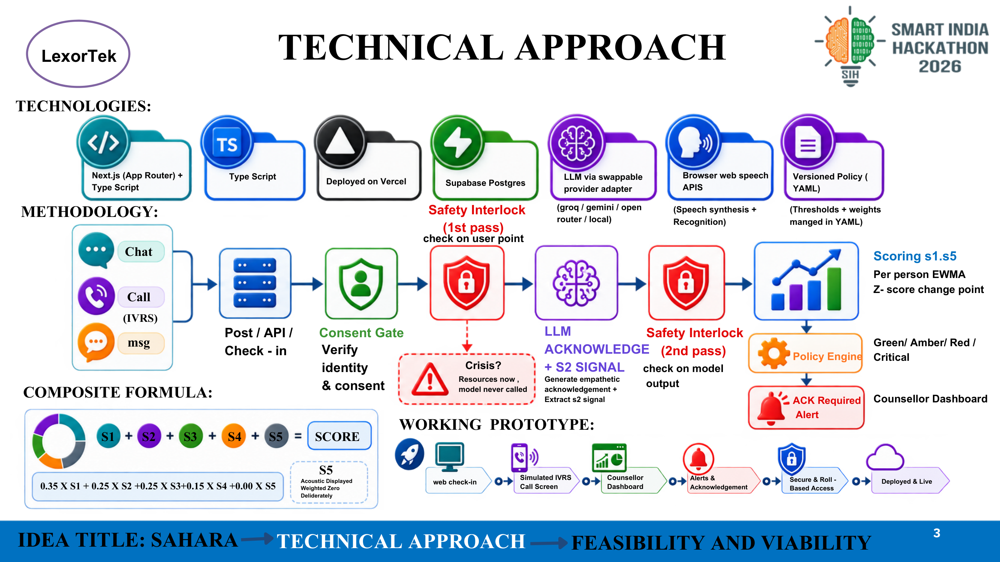 LexorTek
TECHNICAL APPROACH
SMART INDIA
HACKATHON
2026
SIH
TECHNOLOGIES:
</>
Next.js (App Router) +
Type Script
TS
Type Script
Deployed on Vercel
Supabase Postgres
LLM via swappable
provider adapter
(groq / gemini / open
router / local)
Browser web speech
APIS
(Speech synthesis +
Recognition)
Versioned Policy (
YAML)
(Thresholds + weights
manged in YAML)
METHODOLOGY:
Chat
Call
(IVRS)
msg
Post / API /
Check - in
Consent Gate
Verify
identity
& consent
Safety Interlock
(1st pass)
check on user point
Crisis?
Resources now ,
model never called
LLM
ACKNOWLEDGE
+ S2 SIGNAL
Generate empathetic
acknowledgement +
Extract s2 signal
Safety Interlock
(2nd pass)
check on model
output
Scoring s1.s5
Per person EWMA
Z- score change point
Policy Engine
Green/ Amber/ Red /
Critical
ACK Required
Alert
Counsellor Dashboard
COMPOSITE FORMULA:
S1 + S2 + S3 + S4 + S5 = SCORE
0.35 X S1 + 0.25 X S2 +0.25 X S3+0.15 X S4 +0.00 X S5
S5
Acoustic Displayed
Weighted Zero
Deliderately
WORKING PROTOTYPE:
web check-in
Simulated IVRS
Call Screen
Counsellor
Dashboard
Alerts &
Acknowledgement
Secure & Roll -
Based Access
Deployed & Live
IDEA TITLE: SAHARA
TECHNICAL APPROACH
FEASIBILITY AND VIABILITY
3